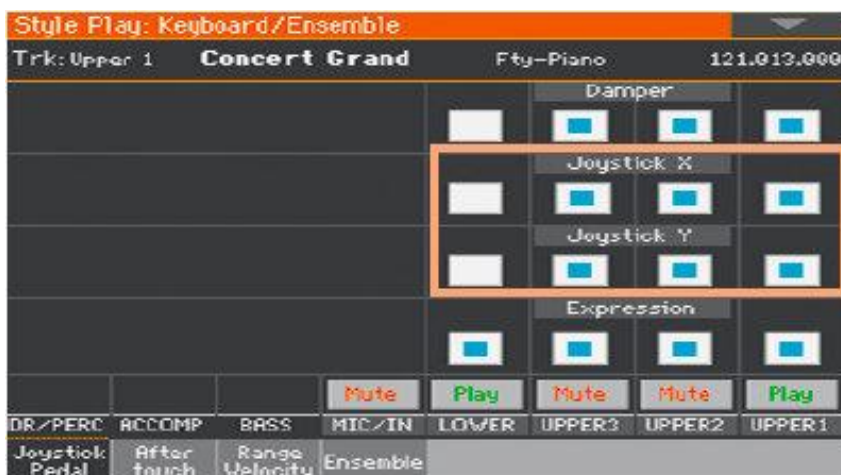 Style Play: Keyboard/Ensemble
Trk: Upper 1 Concert Grand Fty-Piano 121.013.000
Damper
Joystick X
Joystick Y
Expression
Mute Play Mute Mute Play
DR/PERC ACCOMP BASS MIC/IN LOWER UPPER3 UPPER2 UPPER1
Joystick After Range Ensemble
Pedal touch Velocity